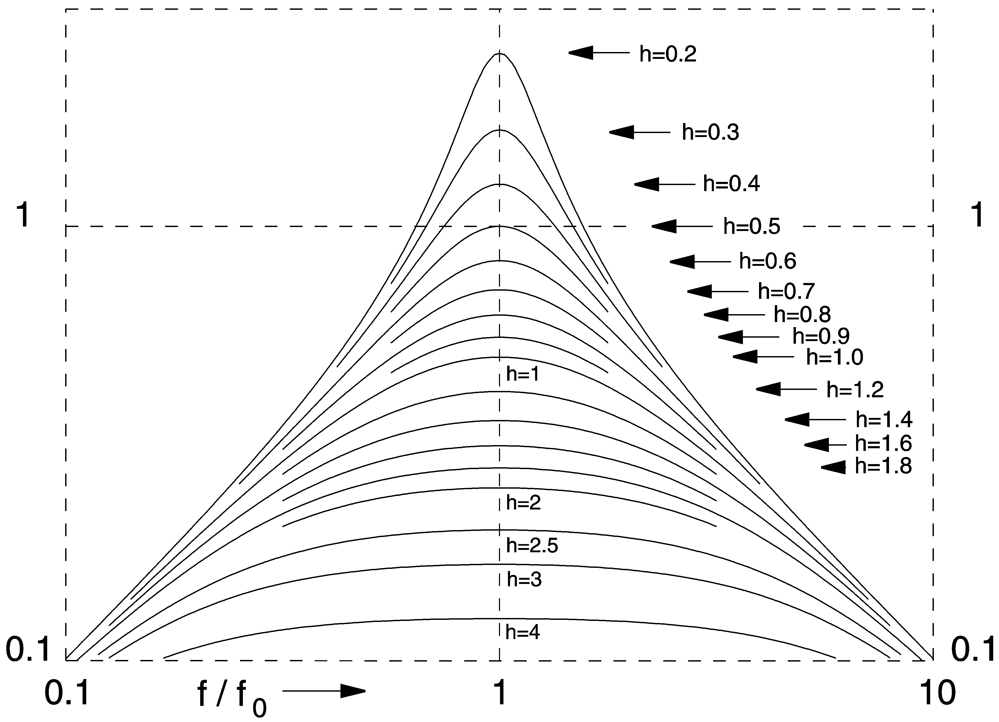 h=0.2
h=0.3
h=0.4
1
1
h=0.5
h=0.6
h=0.7
h=0.8
h=0.9
h=1.0
h=1
h=1.2
h=1.4
h=1.6
h=1.8
h=2
h=2.5
h=3
h=4
0.1
0.1
0.1
f / f0
1
10